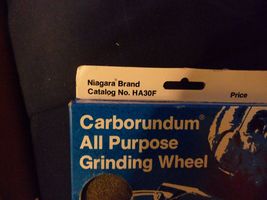 Niagara® Brand
Catalog No. HA30F
Price
Carborundum®
All Purpose
Grinding Wheel